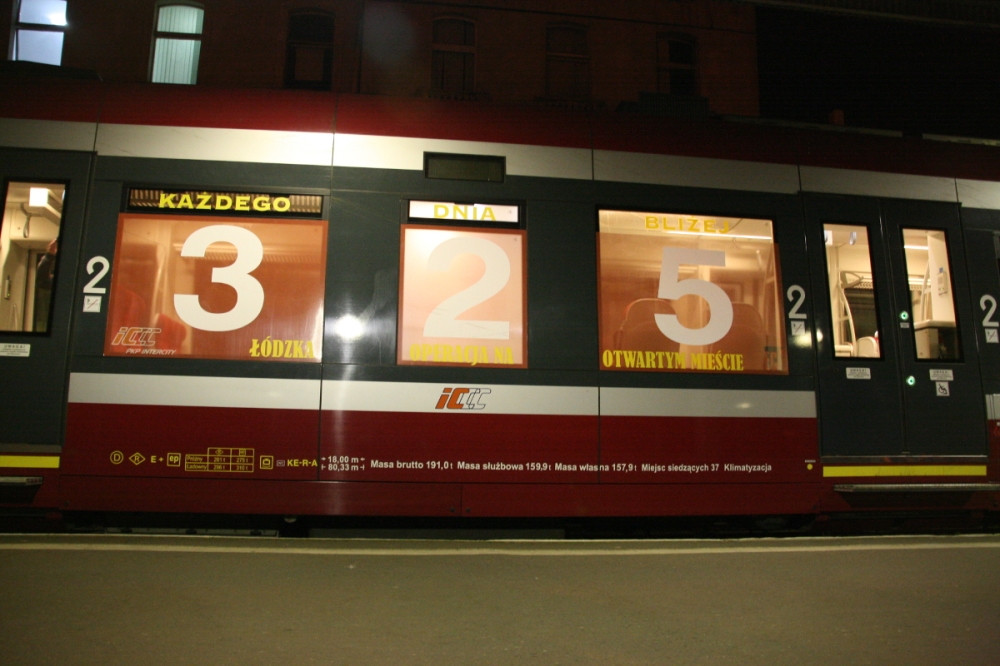 KAŻDEGO
DNIA
BLIŻEJ
3
2
5
2
2
2
iC
PKP INTERCITY
ŁÓDZKA
OPERACJA NA
OTWARTYM MIEŚCIE
iC
D R E + ep
KE-R-A
18,00 m
80,33 m
Masa brutto 191,0 t Masa służbowa 159,9 t Masa własna 157,9 t Miejsc siedzących 37 Klimatyzacja